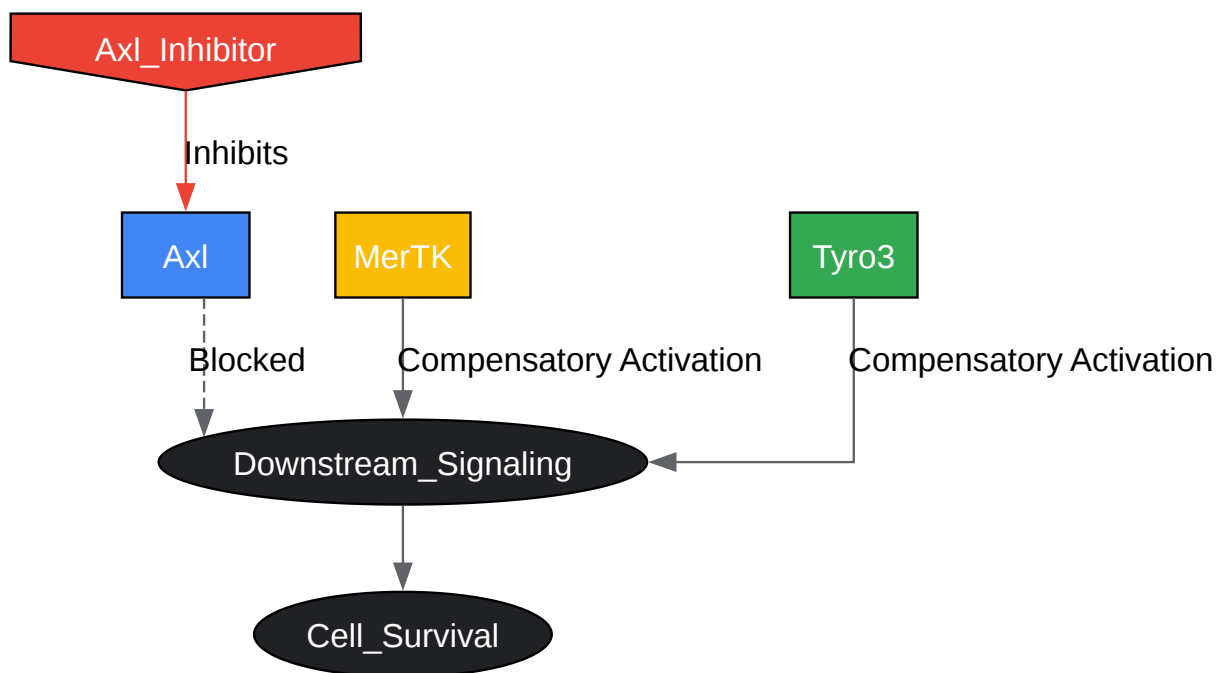 Axl_Inhibitor
Inhibits
Axl
MerTK
Tyro3
Blocked
Compensatory Activation
Compensatory Activation
Downstream_Signaling
Cell_Survival